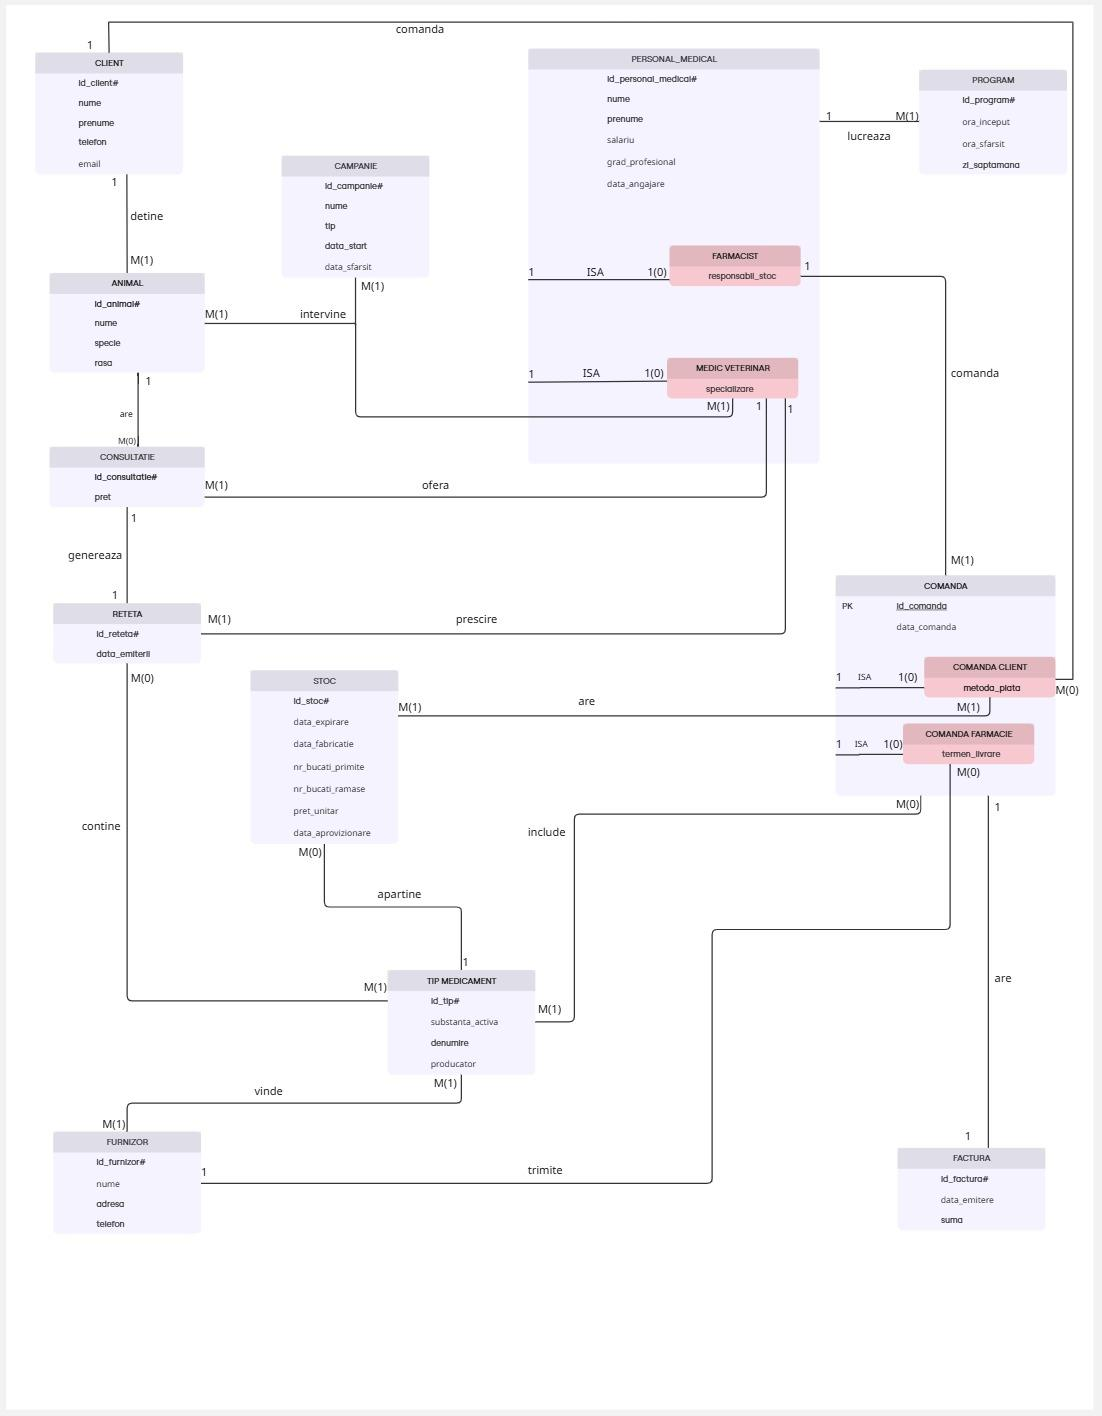 comanda
1
CLIENT
id_client#
nume
prenume
telefon
email
1
detine
M(1)
CAMPANIE
id_campanie#
nume
tip
data_start
data_sfarsit
M(1)
PERSONAL_MEDICAL
id_personal_medical#
nume
prenume
salariu
grad_profesional
data_angajare
1
M(1)
lucreaza
PROGRAM
id_program#
ora_inceput
ora_sfarsit
zi_saptamana
1
ISA
1(0)
FARMACIST
responsabil_stoc
1
ANIMAL
id_animal#
nume
specie
rasa
M(1)
intervine
1
ISA
1(0)
MEDIC VETERINAR
specializare
M(1)
1
1
comanda
1
are
M(0)
CONSULTATIE
id_consultatie#
pret
M(1)
ofera
1
genereaza
1
M(1)
RETETA
id_reteta#
data_emiterii
M(1)
prescire
M(0)
COMANDA
PK
id_comanda
data_comanda
1
ISA
1(0)
COMANDA CLIENT
metoda_plata
M(0)
M(1)
1
ISA
1(0)
COMANDA FARMACIE
termen_livrare
M(0)
STOC
id_stoc#
data_expirare
data_fabricatie
nr_bucati_primite
nr_bucati_ramase
pret_unitar
data_aprovizionare
M(1)
are
M(0)
1
contine
include
M(0)
apartine
1
M(1)
TIP MEDICAMENT
id_tip#
substanta_activa
denumire
producator
M(1)
are
M(1)
vinde
M(1)
FURNIZOR
id_furnizor#
nume
adresa
telefon
1
trimite
1
FACTURA
id_factura#
data_emitere
suma